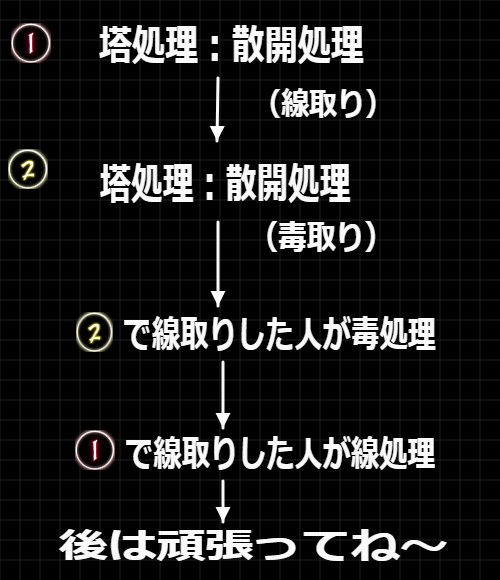 ① 塔処理：散開処理
（線取り）
② 塔処理：散開処理
（毒取り）
② で線取りした人が毒処理
① で線取りした人が線処理
後は頑張ってね～